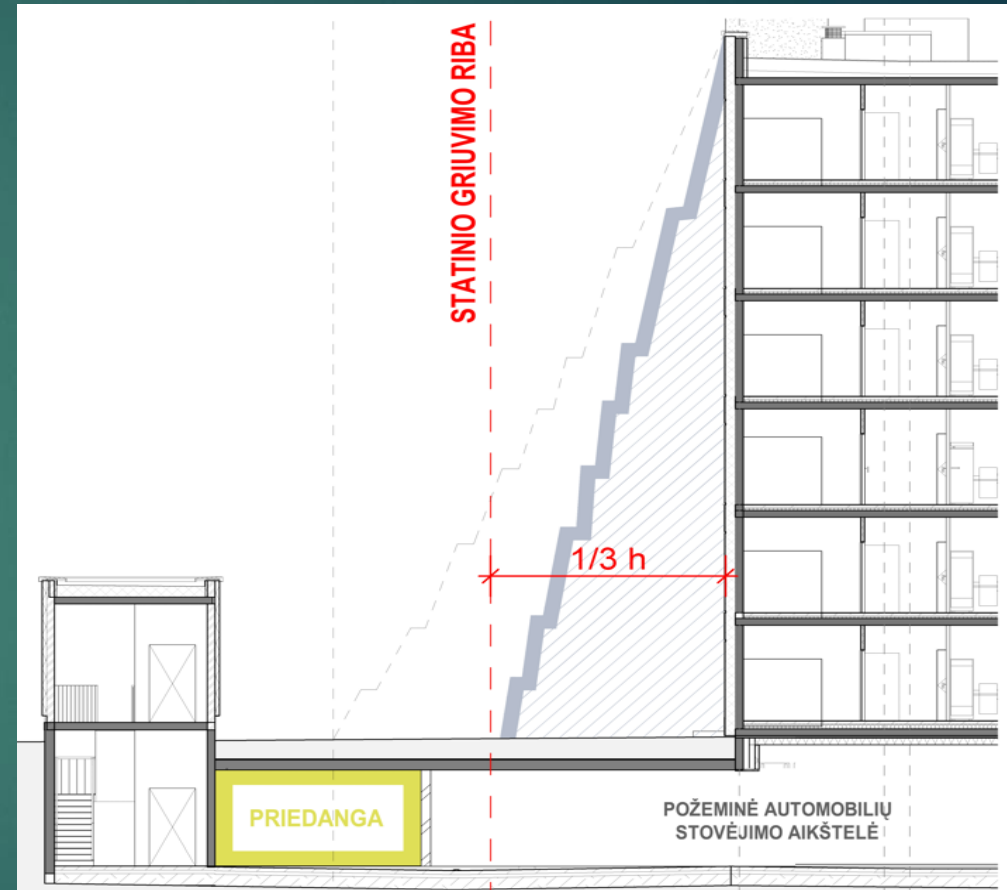 STATINIO GRIUVIMO RIBA
1/3 h
PRIEDANGA
POŽEMINĖ AUTOMOBILIŲ
STOVĖJIMO AIKŠTELĖ